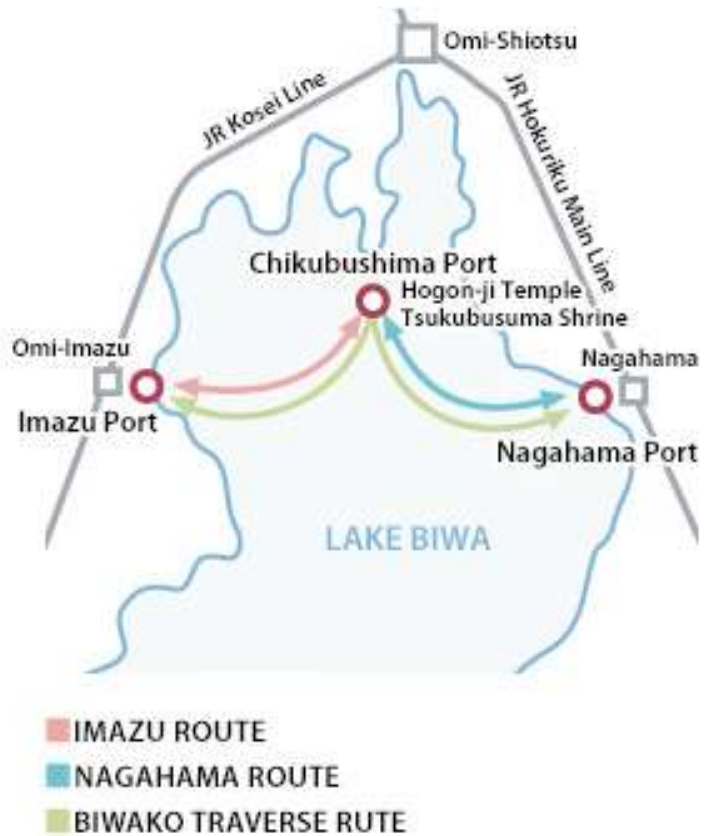 Omi-Shiotsu
JR Kosei Line
JR Hokuriku Main Line
Chikubushima Port
Hogon-ji Temple
Tsukubusuma Shrine
Omi-Imazu
Nagahama
Imazu Port
Nagahama Port
LAKE BIWA
IMAZU ROUTE
NAGAHAMA ROUTE
BIWAKO TRAVERSE RUTE